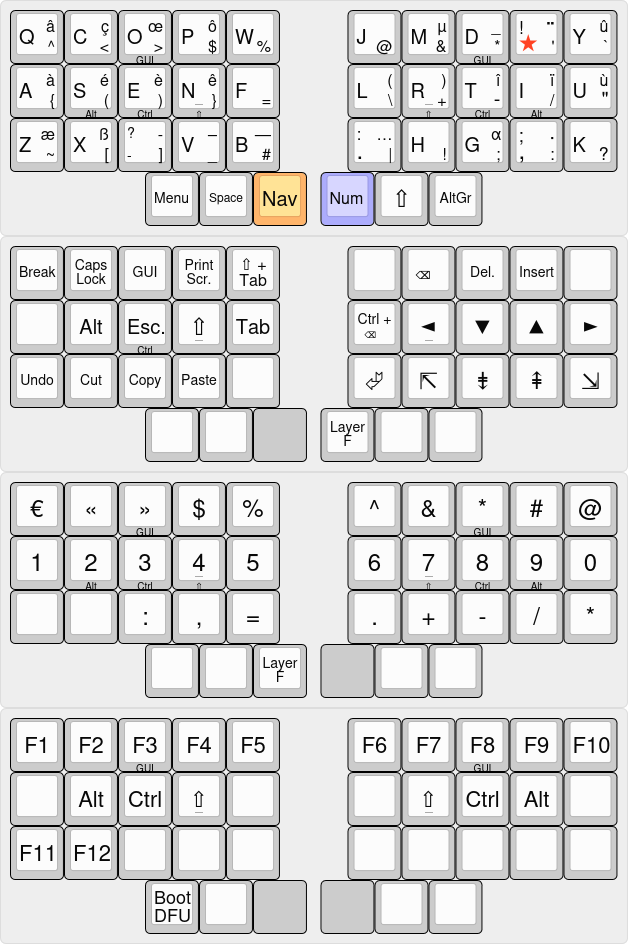 Q â ^ C ç < O œ > GUI P ô $ W % J @ M µ & D _ * GUI ! ★ ¨ ' Y û `
A à { S é ( Alt E è ) Ctrl N ê } _ ⇧ F = L ( \ R ) + _ ⇧ T î - Ctrl I ï / Alt U ù "
Z æ ~ X ß [ ? - - ] V – _ B — # : … . | H ! G α ; ; · , : K ?
Menu Space Nav Num ⇧ AltGr
Break Caps Lock GUI Print Scr. ⇧ + Tab ⌫ Del. Insert
Alt Esc. Ctrl ⇧ _ Tab Ctrl + ⌫ ◄ _ ▼ ▲ ►
Undo Cut Copy Paste ⏎ ⇱ ⇟ ⇞ ⇲
Layer F
€ « » GUI $ % ^ & * GUI # @
1 2 Alt 3 Ctrl 4 _ ⇧ 5 6 7 _ ⇧ 8 Ctrl 9 Alt 0
: , = . + - / *
Layer F
F1 F2 F3 GUI F4 F5 F6 F7 F8 GUI F9 F10
Alt Ctrl ⇧ _ ⇧ _ Ctrl Alt
F11 F12
Boot DFU